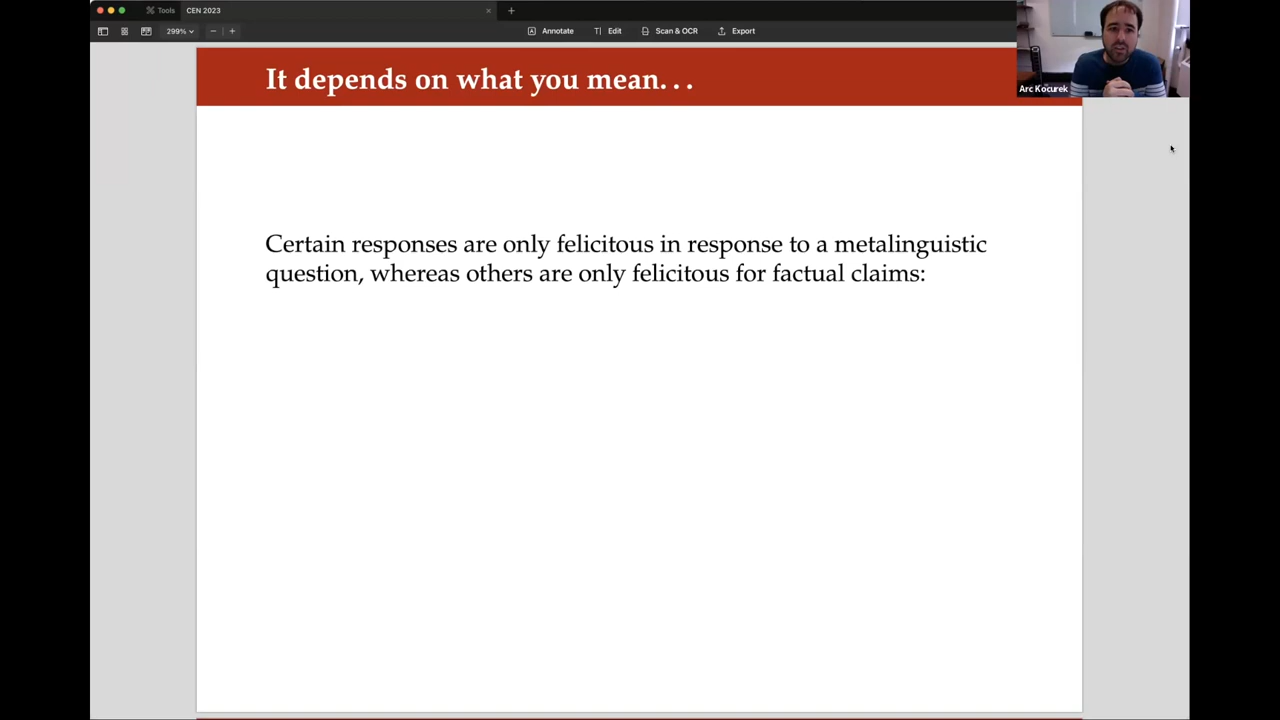 Tools
CEN 2023
299%
Annotate
Edit
Scan & OCR
Export
Arc Kocurek
It depends on what you mean...
Certain responses are only felicitous in response to a metalinguistic
question, whereas others are only felicitous for factual claims: